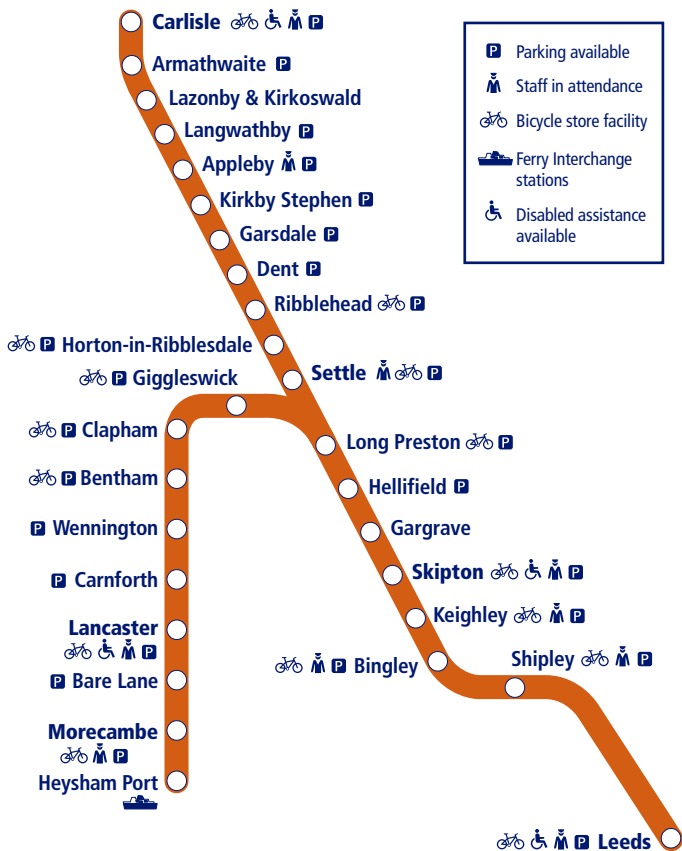 Carlisle
P
Armathwaite P
Lazonby & Kirkoswald
Langwathby P
Appleby P
Kirkby Stephen P
Garsdale P
Dent P
Ribblehead P
P Horton-in-Ribblesdale
Settle P
P Giggleswick
P Clapham
Long Preston P
P Bentham
Hellifield P
P Wennington
Gargrave
P Carnforth
Skipton P
Keighley P
Lancaster
P
P Bingley
Shipley P
P Bare Lane
Morecambe
P
Heysham Port
P Leeds
P Parking available
Staff in attendance
Bicycle store facility
Ferry Interchange
stations
Disabled assistance
available